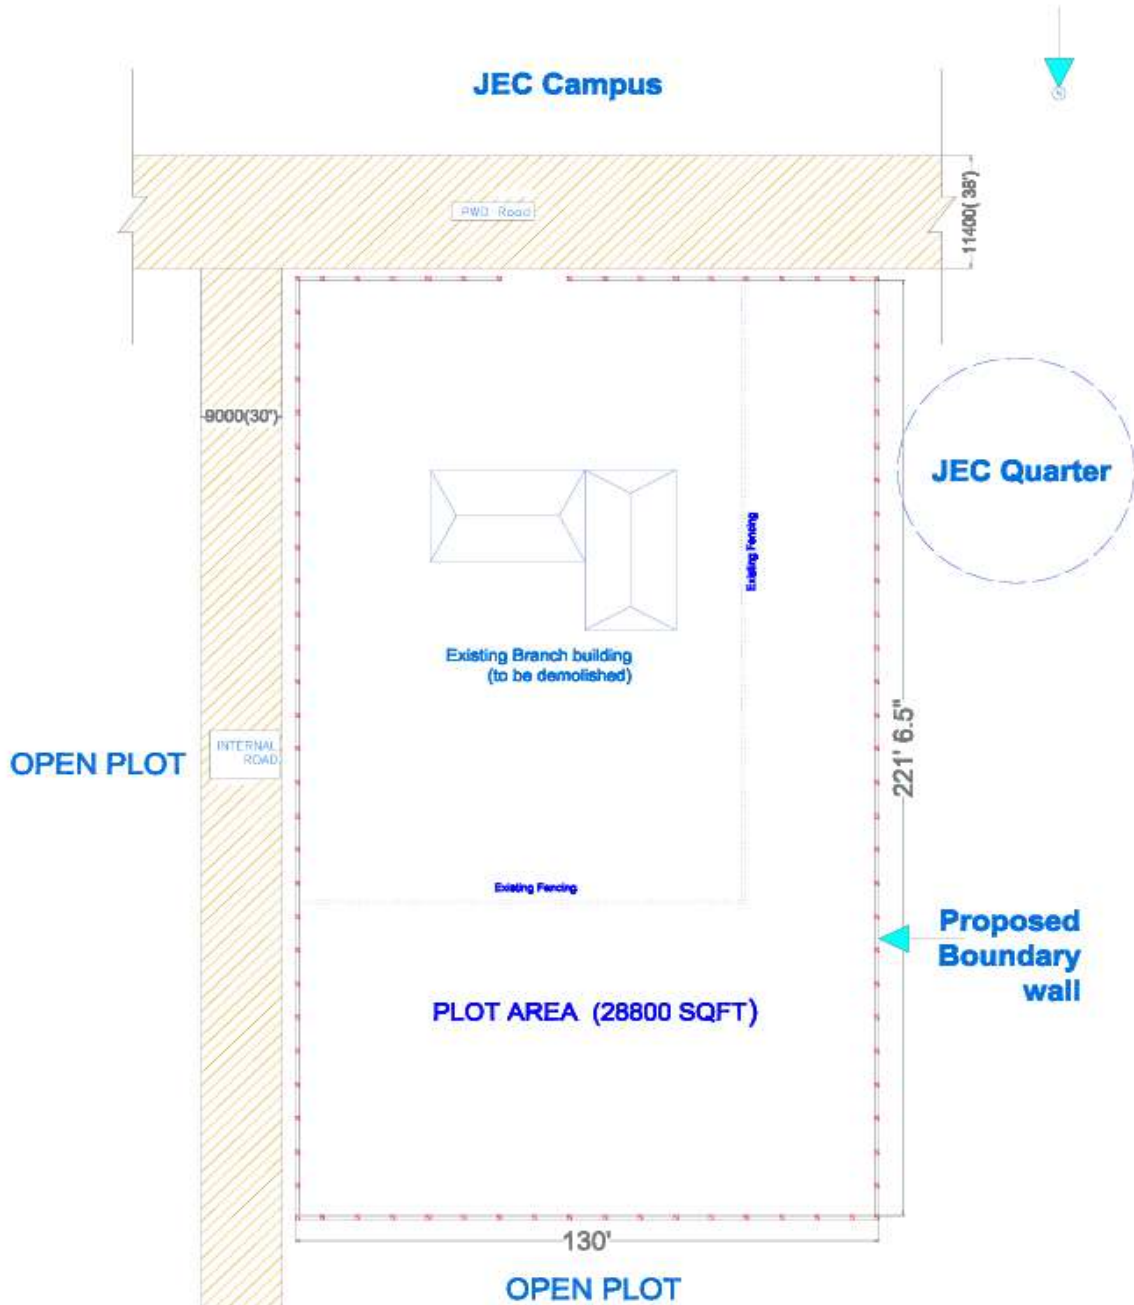 JEC Campus
PWD Road
11400( 38')
9000(30')
JEC Quarter
Existing Fencing
Existing Branch building
(to be demolished)
221' 6.5"
INTERNAL
ROAD
OPEN PLOT
Existing Fencing
Proposed
Boundary
wall
PLOT AREA (28800 SQFT)
130'
OPEN PLOT